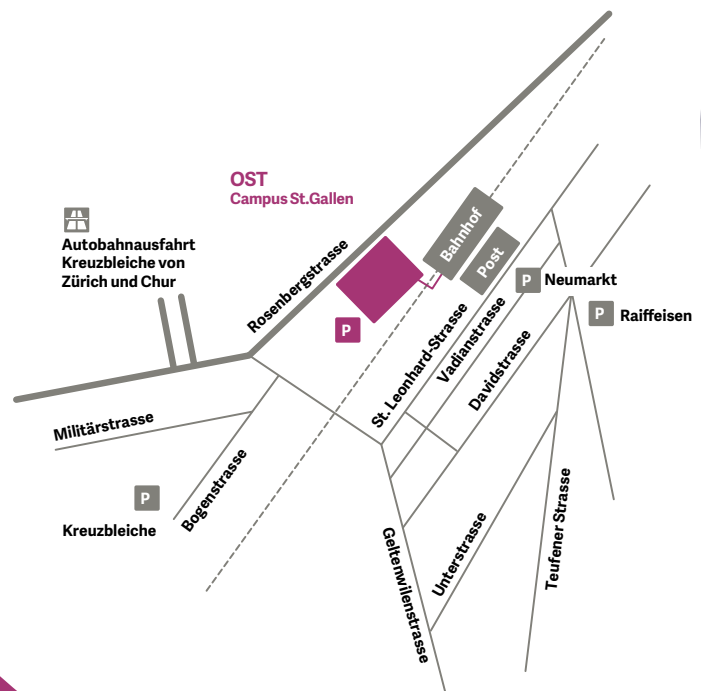 OST
Campus St.Gallen
Autobahnausfahrt
Kreuzbleiche von
Zürich und Chur
Rosenbergstrasse
Bahnhof
Post
P
Neumarkt
P
Raiffeisen
P
St. Leonhard-Strasse
Vadianstrasse
Davidstrasse
Militärstrasse
Bogenstrasse
P
Kreuzbleiche
Geltenwilenstrasse
Unterstrasse
Teufener Strasse